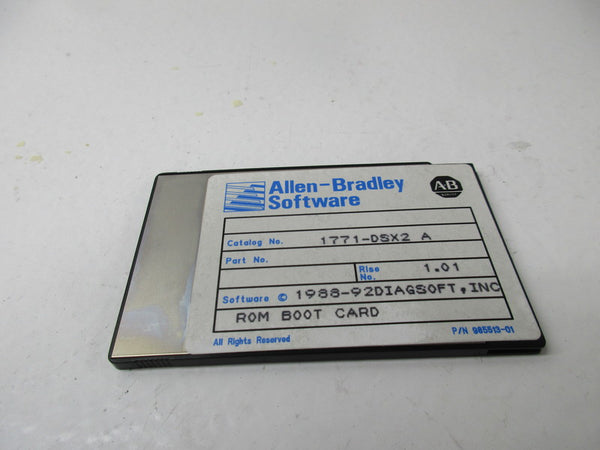 Allen-Bradley
Software
AB
Catalog No. 1771-DSX2 A
Part No.
Rlse No. 1.01
Software © 1988-92DIAGSOFT, INC
ROM BOOT CARD
All Rights Reserved
P/N 985513-01